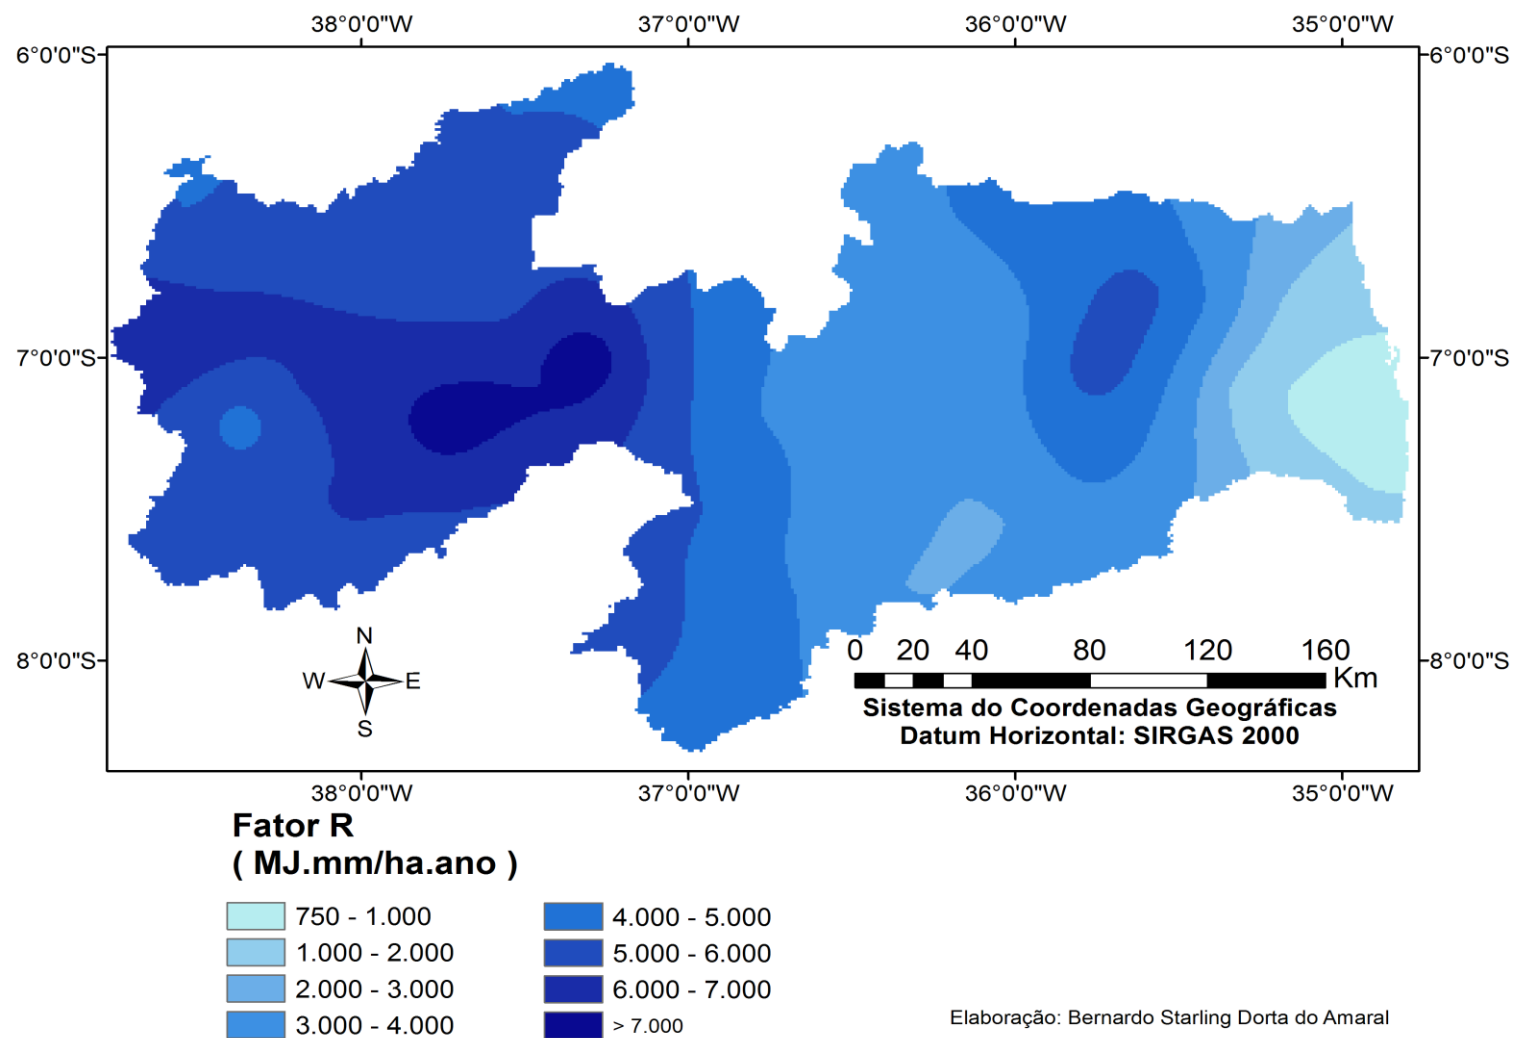 38°0'0"W 37°0'0"W 36°0'0"W 35°0'0"W
6°0'0"S 6°0'0"S
7°0'0"S 7°0'0"S
8°0'0"S 8°0'0"S
N
W E
S
0 20 40 80 120 160
Km
Sistema do Coordenadas Geográficas
Datum Horizontal: SIRGAS 2000
38°0'0"W 37°0'0"W 36°0'0"W 35°0'0"W
Fator R
( MJ.mm/ha.ano )
750 - 1.000
1.000 - 2.000
2.000 - 3.000
3.000 - 4.000
4.000 - 5.000
5.000 - 6.000
6.000 - 7.000
> 7.000
Elaboração: Bernardo Starling Dorta do Amaral